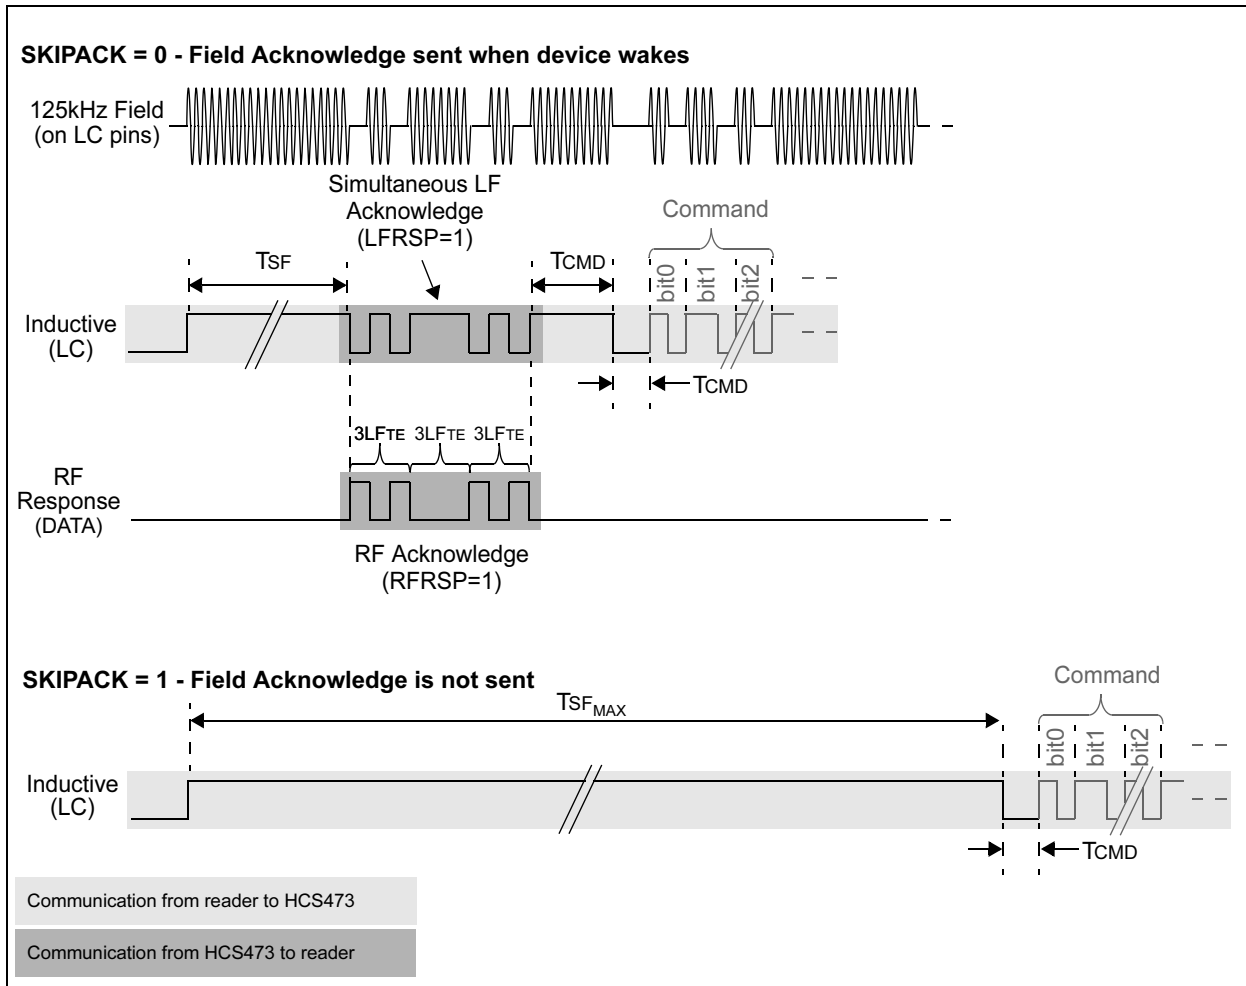 SKIPACK = 0 - Field Acknowledge sent when device wakes
125kHz Field
(on LC pins)
Simultaneous LF
Acknowledge
(LFRSP=1)
Command
TSF
TCMD
bit0
bit1
bit2
Inductive
(LC)
TCMD
3LFTE 3LFTE 3LFTE
RF
Response
(DATA)
RF Acknowledge
(RFRSP=1)
SKIPACK = 1 - Field Acknowledge is not sent
Command
TSFMAX
bit0
bit1
bit2
Inductive
(LC)
TCMD
Communication from reader to HCS473
Communication from HCS473 to reader